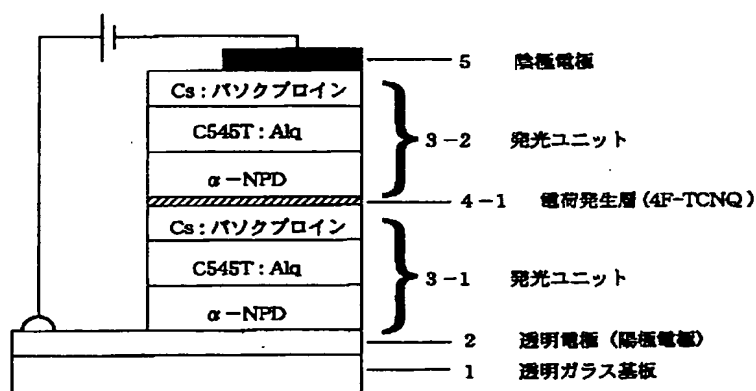 5 陰極電極
Cs:バソクプロイン
C545T:Alq
3-2 発光ユニット
α-NPD
4-1 電荷発生層(4F-TCNQ)
Cs:バソクプロイン
C545T:Alq
3-1 発光ユニット
α-NPD
2 透明電極(陽極電極)
1 透明ガラス基板